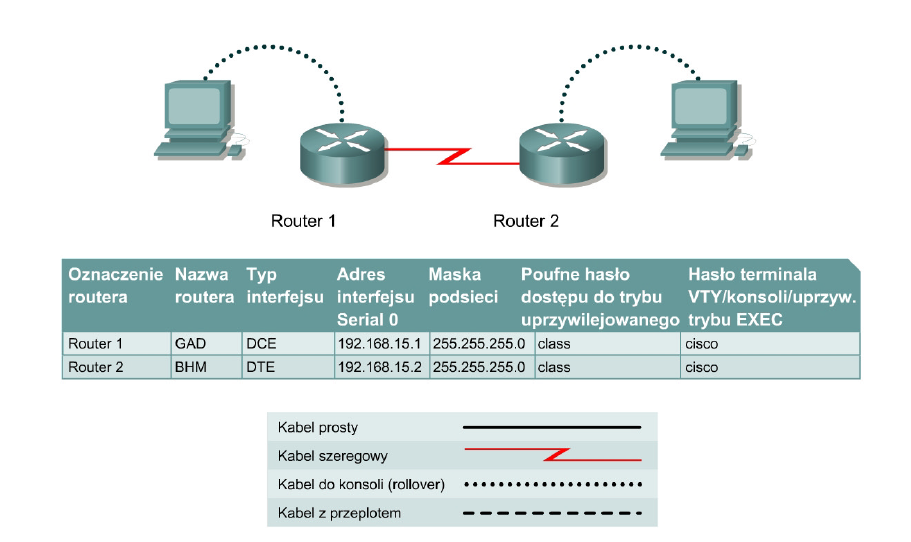 Router 1
Router 2
Oznaczenie routera
Nazwa routera
Typ interfejsu
Adres interfejsu Serial 0
Maska podsieci
Poufne hasło dostępu do trybu uprzywilejowanego
Hasło terminala VTY/konsoli/uprzyw. trybu EXEC
Router 1 GAD DCE 192.168.15.1 255.255.255.0 class cisco
Router 2 BHM DTE 192.168.15.2 255.255.255.0 class cisco
Kabel prosty
Kabel szeregowy
Kabel do konsoli (rollover)
Kabel z przeplotem